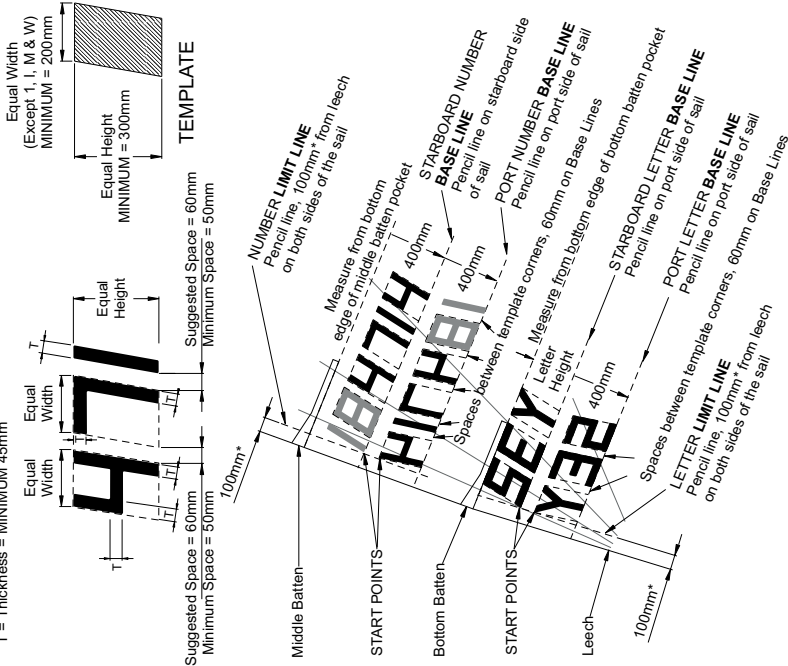 T = Thickness = MINIMUM 45mm
Equal
Width
Equal
Width
T
T
T
T
T
T
471
Equal
Height
Suggested Space = 60mm
Minimum Space = 50mm
Suggested Space = 60mm
Minimum Space = 50mm
Equal Width
(Except 1, I, M & W)
MINIMUM = 200mm
Equal Height
MINIMUM = 300mm
TEMPLATE
100mm*
NUMBER LIMIT LINE
Pencil line, 100mm* from leech
on both sides of the sail
Middle Batten
Measure from bottom
edge of middle batten pocket
STARBOARD NUMBER
BASE LINE
Pencil line on starboard side
of sail
400mm
START POINTS
PORT NUMBER BASE LINE
Pencil line on port side of sail
400mm
Spaces between template corners, 60mm on Base Lines
Bottom Batten
Measure from bottom edge of bottom batten pocket
Letter
Height
SEY
STARBOARD LETTER BASE LINE
Pencil line on port side of sail
400mm
START POINTS
SEY
PORT LETTER BASE LINE
Pencil line on port side of sail
Spaces between template corners, 60mm on Base Lines
Leech
LETTER LIMIT LINE
Pencil line, 100mm* from leech
on both sides of the sail
100mm*